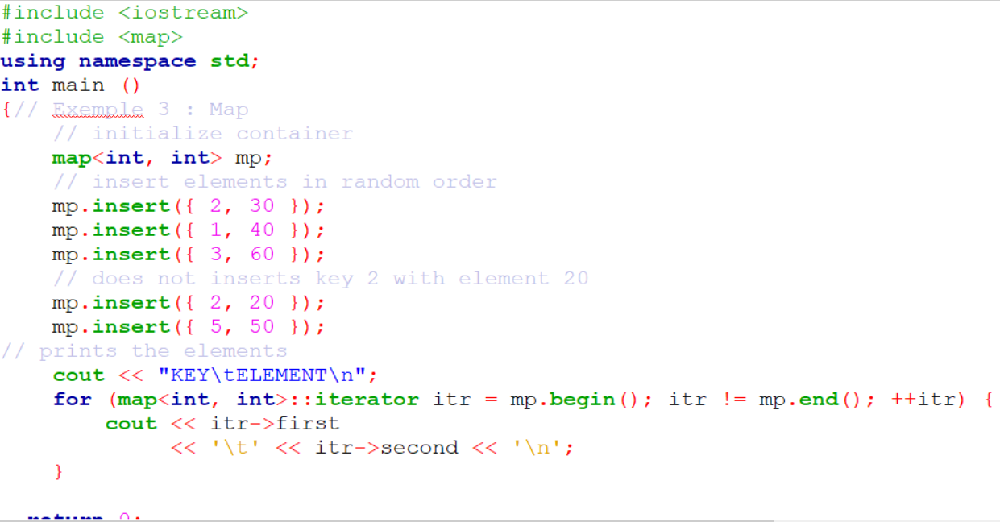 #include <iostream>
#include <map>
using namespace std;
int main ()
{// Exemple 3 : Map
    // initialize container
    map<int, int> mp;
    // insert elements in random order
    mp.insert({ 2, 30 });
    mp.insert({ 1, 40 });
    mp.insert({ 3, 60 });
    // does not inserts key 2 with element 20
    mp.insert({ 2, 20 });
    mp.insert({ 5, 50 });
// prints the elements
    cout << "KEY\tELEMENT\n";
    for (map<int, int>::iterator itr = mp.begin(); itr != mp.end(); ++itr) {
        cout << itr->first
             << '\t' << itr->second << '\n';
    }
  return 0;